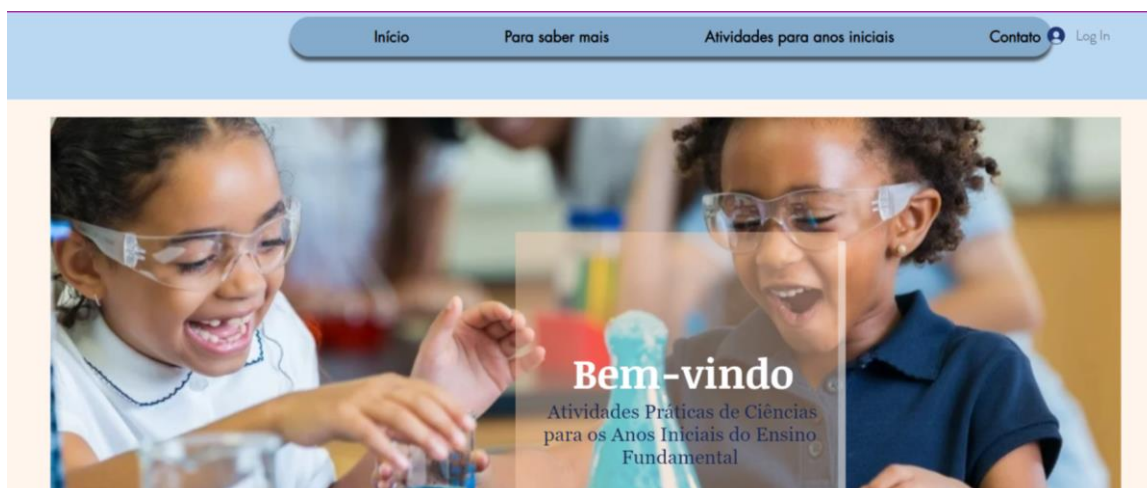 Início Para saber mais Atividades para anos iniciais Contato Log In
Bem-vindo
Atividades Práticas de Ciências
para os Anos Iniciais do Ensino
Fundamental